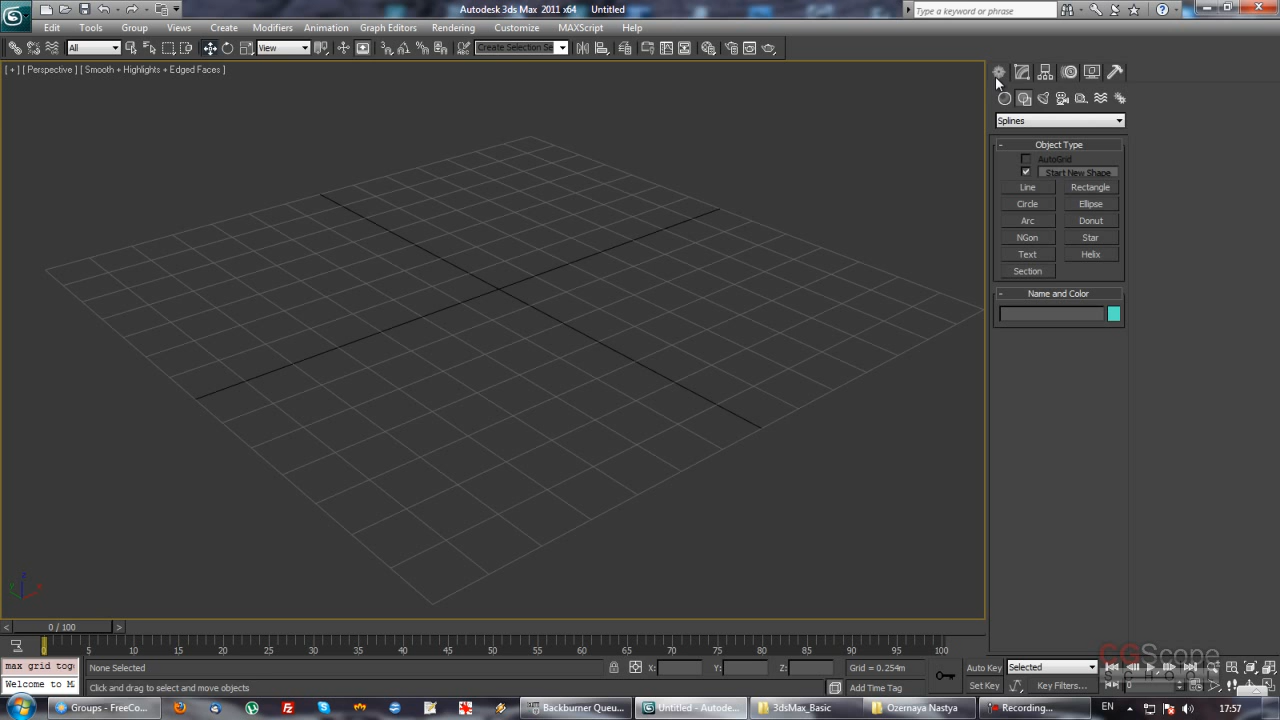 Autodesk 3ds Max 2011 x64 Untitled
Type a keyword or phrase
Edit Tools Group Views Create Modifiers Animation Graph Editors Rendering Customize MAXScript Help
All View Create Selection Se
[ + ] [ Perspective ] [ Smooth + Highlights + Edged Faces ]
Splines
- Object Type
AutoGrid
Start New Shape
Line Rectangle
Circle Ellipse
Arc Donut
NGon Star
Text Helix
Section
- Name and Color
z
y x
< 0 / 100 >
0 5 10 15 20 25 30 35 40 45 50 55 60 65 70 75 80 85 90 95 100
max grid tog None Selected X: Y: Z: Grid = 0.254m Auto Key Selected
Welcome to M Click and drag to select and move objects Add Time Tag Set Key Key Filters... 0
CGScope
school
Groups - FreeCo... Backburner Queu... Untitled - Autode... 3dsMax_Basic Ozernaya Nastya Recording... EN 17:57